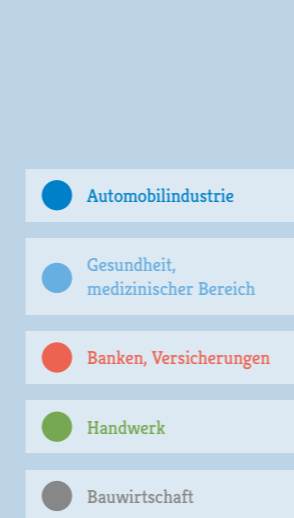 Automobilindustrie
Gesundheit,
medizinischer Bereich
Banken, Versicherungen
Handwerk
Bauwirtschaft